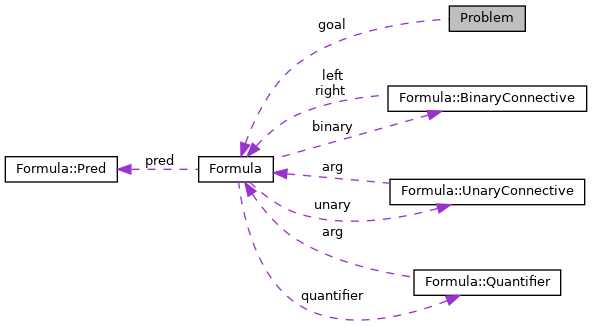 Problem
goal
left
right
Formula::BinaryConnective
binary
Formula::Pred
pred
Formula
arg
Formula::UnaryConnective
unary
arg
Formula::Quantifier
quantifier